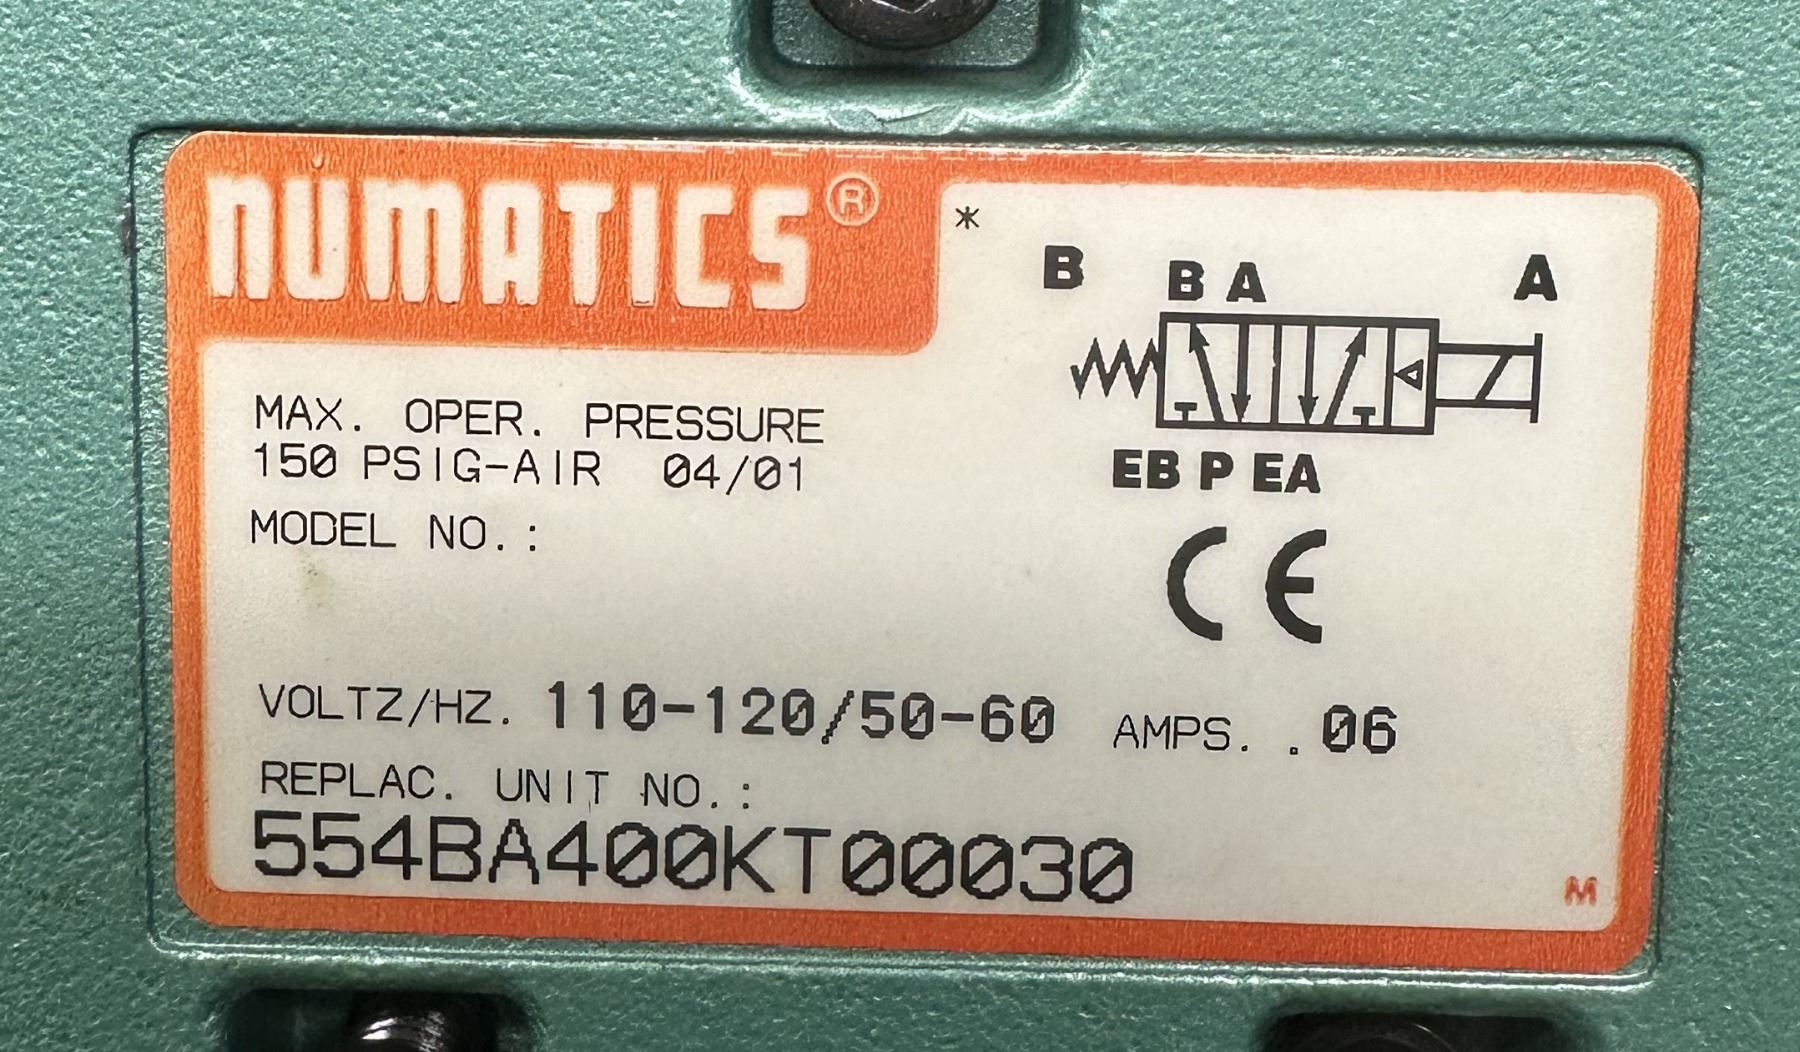 NUMATICS®
*
B B A A
EB P EA
MAX. OPER. PRESSURE
150 PSIG-AIR 04/01
MODEL NO.:
CE
VOLTZ/HZ. 110-120/50-60 AMPS. .06
REPLAC. UNIT NO.:
554BA400KT00030
M